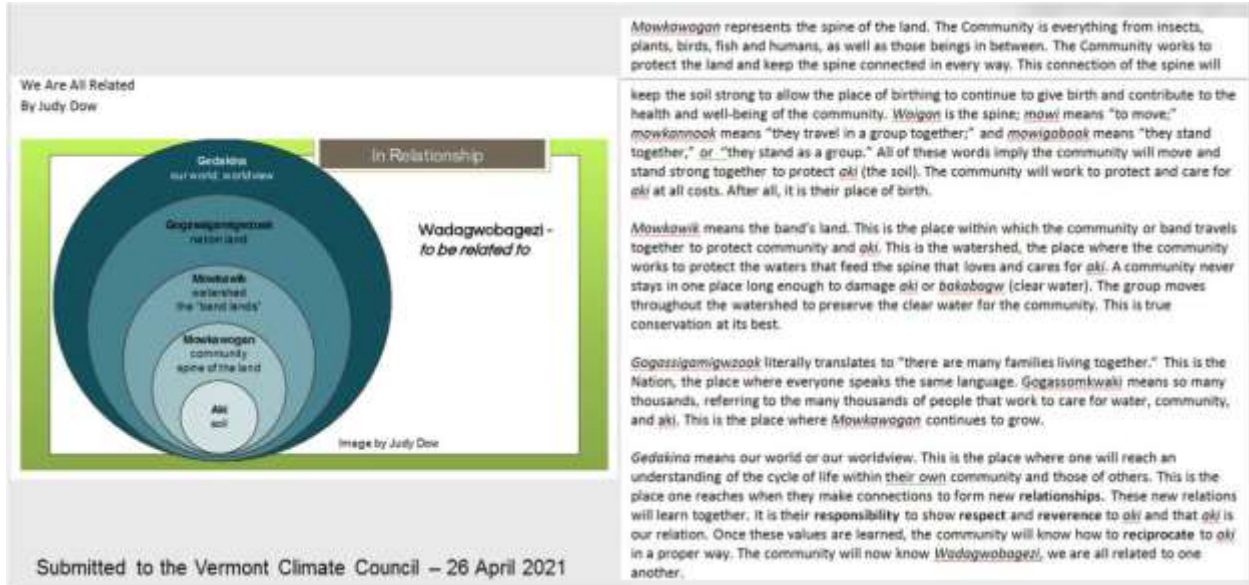 We Are All Related
By Judy Dow
In Relationship
Gedakina
our world, worldview
nation land
Mowkawik
watershed
the "band lands"
Mowkawogan
community
spine of the land
Aki
soil
Wadagwobagezi -
to be related to
Image by Judy Dow
Submitted to the Vermont Climate Council – 26 April 2021
Mowkawogan represents the spine of the land. The Community is everything from insects,
plants, birds, fish and humans, as well as those beings in between. The Community works to
protect the land and keep the spine connected in every way. This connection of the spine will
keep the soil strong to allow the place of birthing to continue to give birth and contribute to the
health and well-being of the community. Waigan is the spine; mawi means "to move;"
mowkannoak means "they travel in a group together;" and mowigaboak means "they stand
together," or "they stand as a group." All of these words imply the community will move and
stand strong together to protect aki (the soil). The community will work to protect and care for
aki at all costs. After all, it is their place of birth.
Mowkawik means the band's land. This is the place within which the community or band travels
together to protect community and aki. This is the watershed, the place where the community
works to protect the waters that feed the spine that loves and cares for aki. A community never
stays in one place long enough to damage aki or bakabagw (clear water). The group moves
throughout the watershed to preserve the clear water for the community. This is true
conservation at its best.
Gogassigamigwzoak literally translates to "there are many families living together." This is the
Nation, the place where everyone speaks the same language. Gogassomkwaki means so many
thousands, referring to the many thousands of people that work to care for water, community,
and aki. This is the place where Mowkawogan continues to grow.
Gedakina means our world or our worldview. This is the place where one will reach an
understanding of the cycle of life within their own community and those of others. This is the
place one reaches when they make connections to form new relationships. These new relations
will learn together. It is their responsibility to show respect and reverence to aki and that aki is
our relation. Once these values are learned, the community will know how to reciprocate to aki
in a proper way. The community will now know Wadagwobagezi, we are all related to one
another.